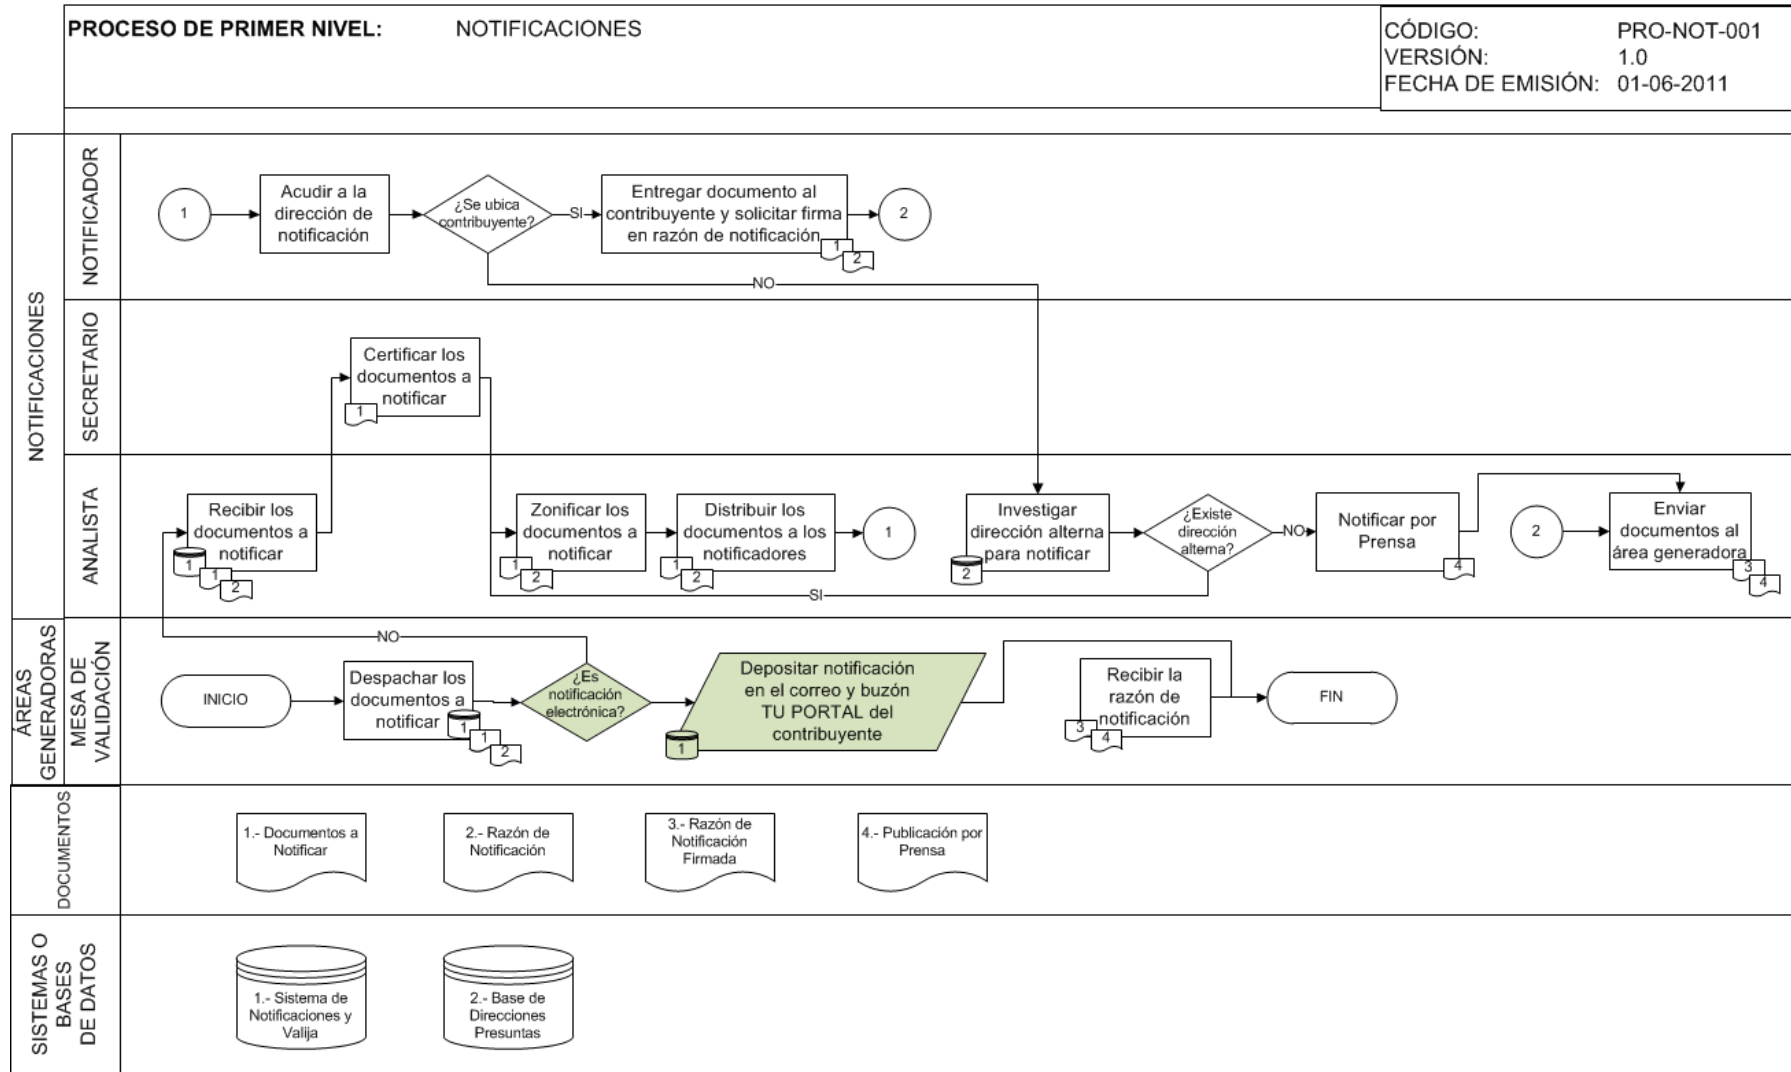 PROCESO DE PRIMER NIVEL: NOTIFICACIONES
CÓDIGO: PRO-NOT-001
VERSIÓN: 1.0
FECHA DE EMISIÓN: 01-06-2011
NOTIFICACIONES
NOTIFICADOR
1
Acudir a la
dirección de
notificación
¿Se ubica
contribuyente?
SI
Entregar documento al
contribuyente y solicitar firma
en razón de notificación
1
2
2
NO
SECRETARIO
Certificar los
documentos a
notificar
1
ANALISTA
Recibir los
documentos a
notificar
1
1
2
Zonificar los
documentos a
notificar
1
2
Distribuir los
documentos a los
notificadores
1
2
1
Investigar
dirección alterna
para notificar
2
¿Existe
dirección
alterna?
NO
SI
Notificar por
Prensa
4
2
Enviar
documentos al
área generadora
3
4
ÁREAS
GENERADORAS
MESA DE
VALIDACIÓN
INICIO
Despachar los
documentos a
notificar
1
1
2
NO
¿Es
notificación
electrónica?
Depositar notificación
en el correo y buzón
TU PORTAL del
contribuyente
1
Recibir la
razón de
notificación
3
4
FIN
DOCUMENTOS
1.- Documentos a
Notificar
2.- Razón de
Notificación
3.- Razón de
Notificación
Firmada
4.- Publicación por
Prensa
SISTEMAS O
BASES
DE DATOS
1.- Sistema de
Notificaciones y
Valija
2.- Base de
Direcciones
Presuntas